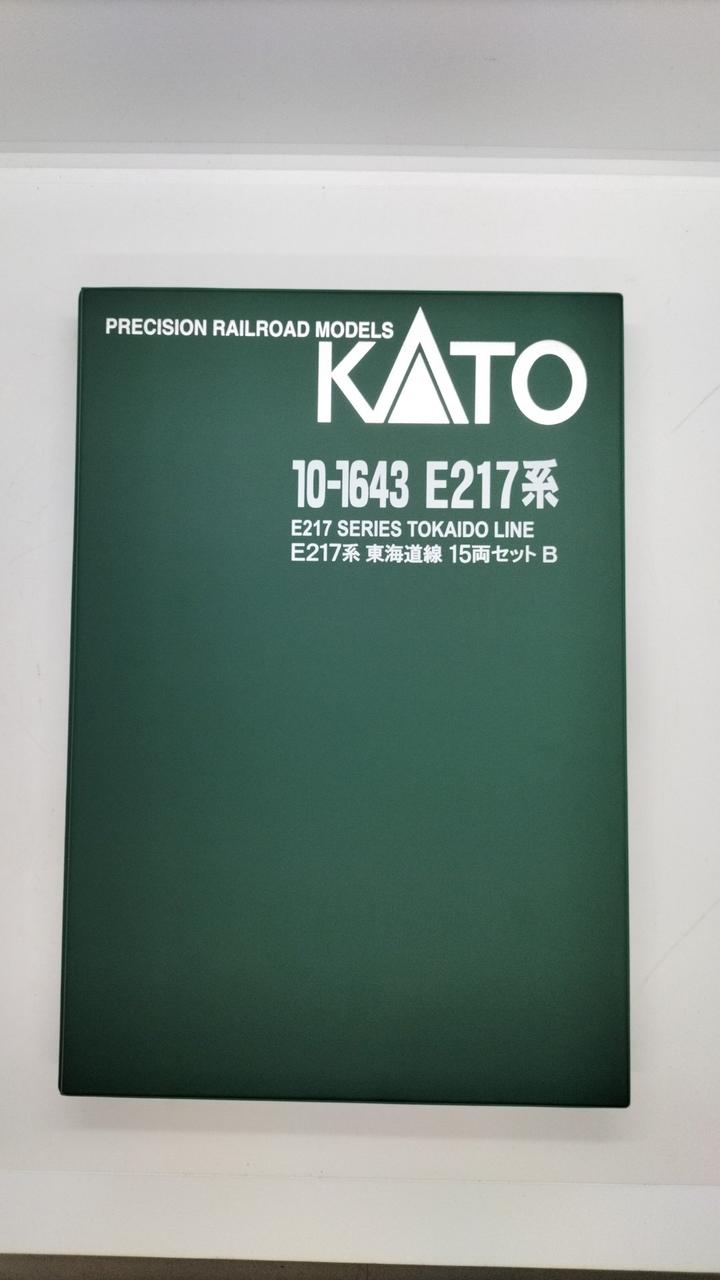 PRECISION RAILROAD MODELS
KATO
10-1643 E217系
E217 SERIES TOKAIDO LINE
E217系 東海道線 15両セット B